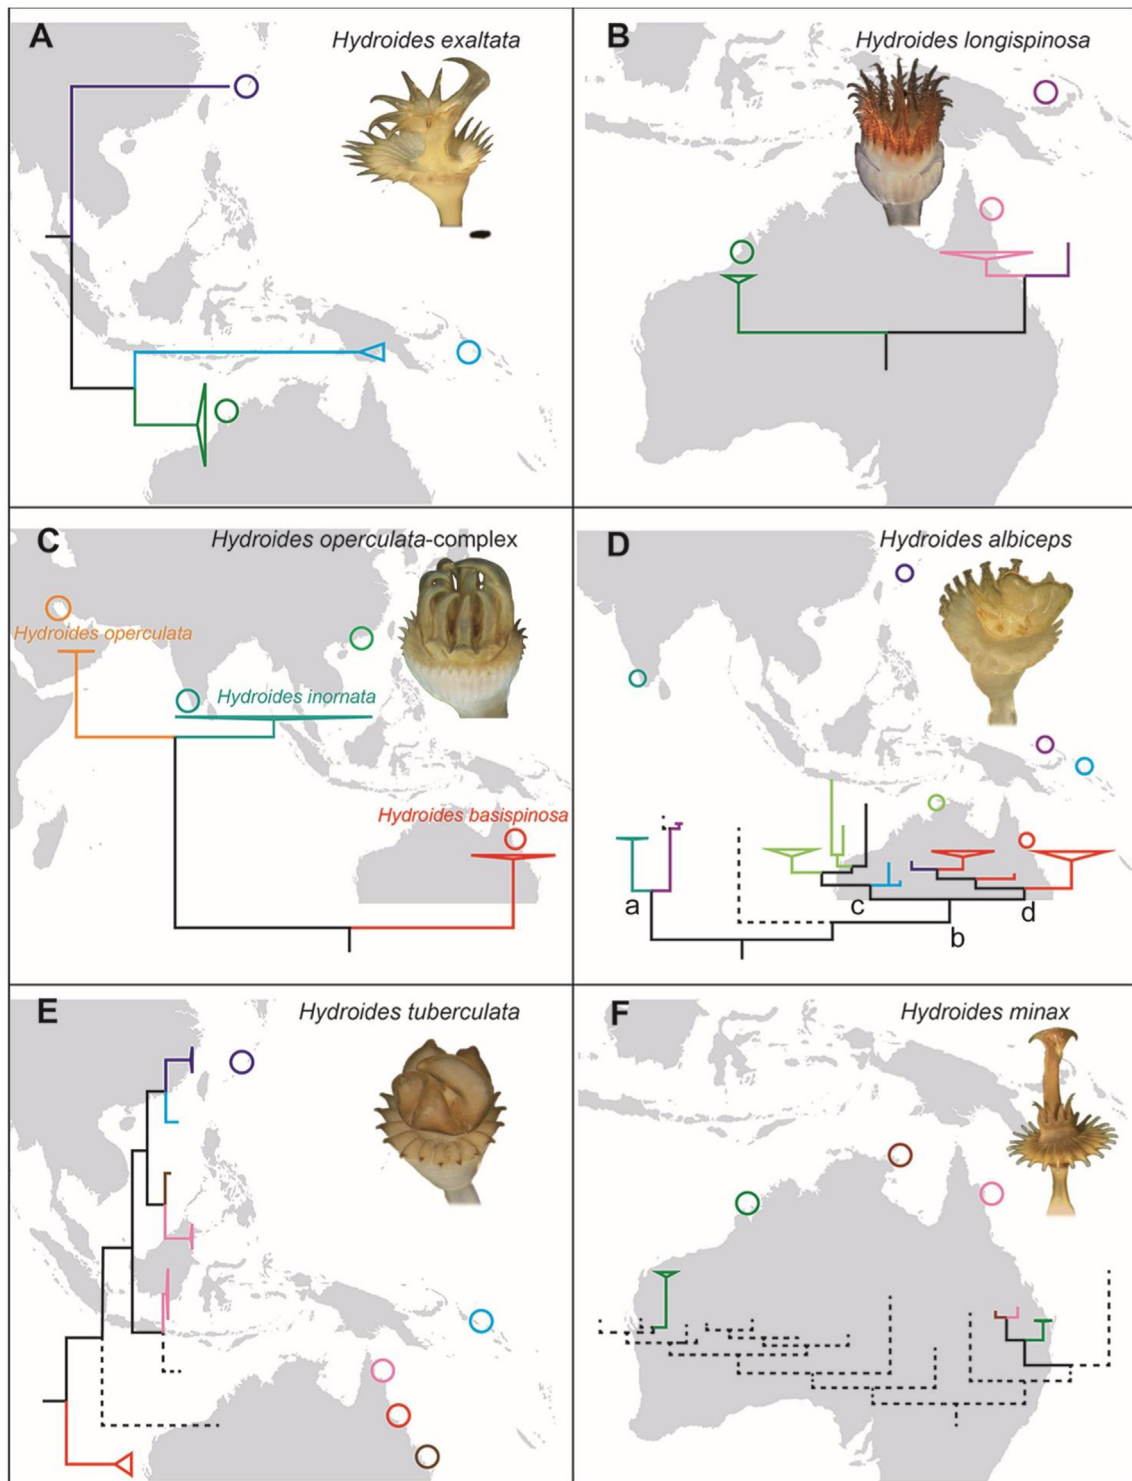 A
Hydroides exaltata
B
Hydroides longispinosa
C
Hydroides operculata-complex
Hydroides operculata
Hydroides inornata
Hydroides basispinosa
D
Hydroides albiceps
a
c
d
b
E
Hydroides tuberculata
F
Hydroides minax